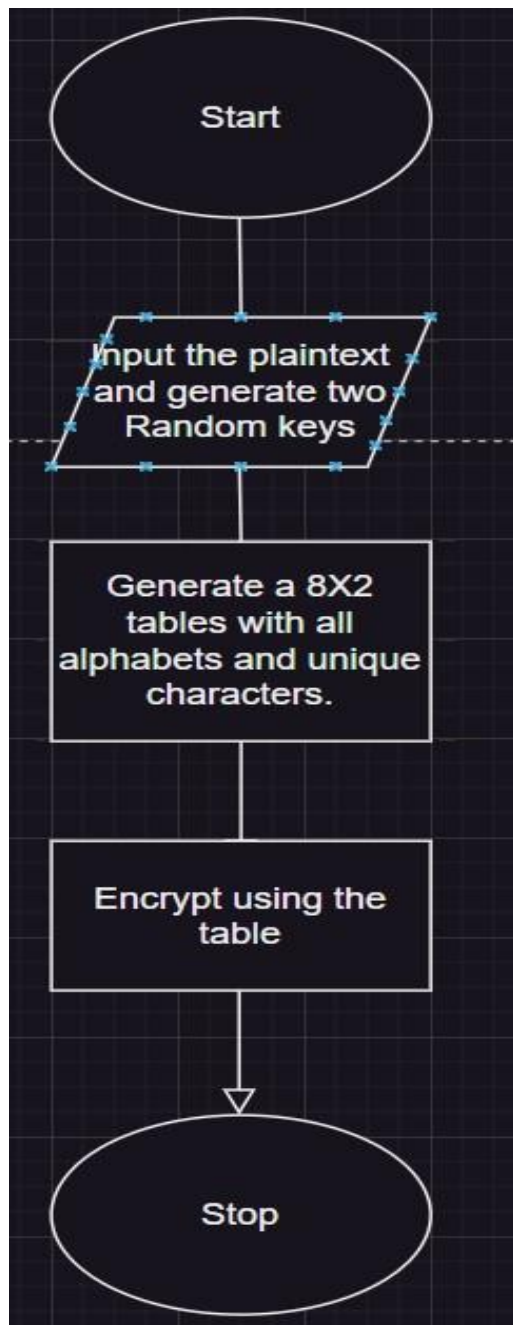 Start
Input the plaintext
and generate two
Random keys
Generate a 8X2
tables with all
alphabets and unique
characters.
Encrypt using the
table
Stop